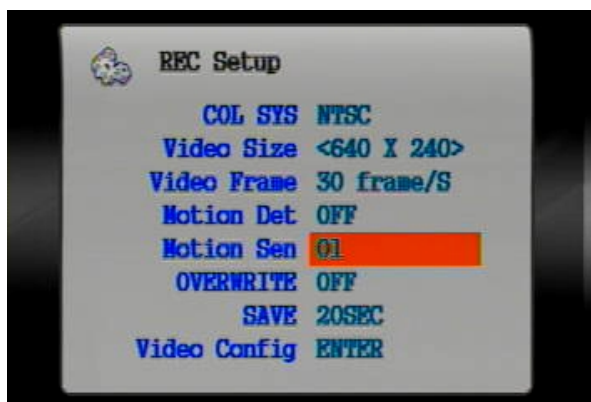 REC Setup
COL SYS NTSC
Video Size <640 X 240>
Video Frame 30 frame/S
Motion Det OFF
Motion Sen 01
OVERWRITE OFF
SAVE 20SEC
Video Config ENTER